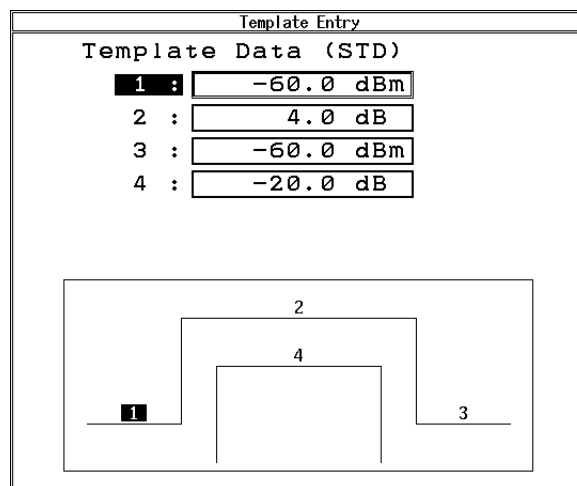 Template Entry
Template Data (STD)
1 : -60.0 dBm
2 : 4.0 dB
3 : -60.0 dBm
4 : -20.0 dB
2
4
1 3